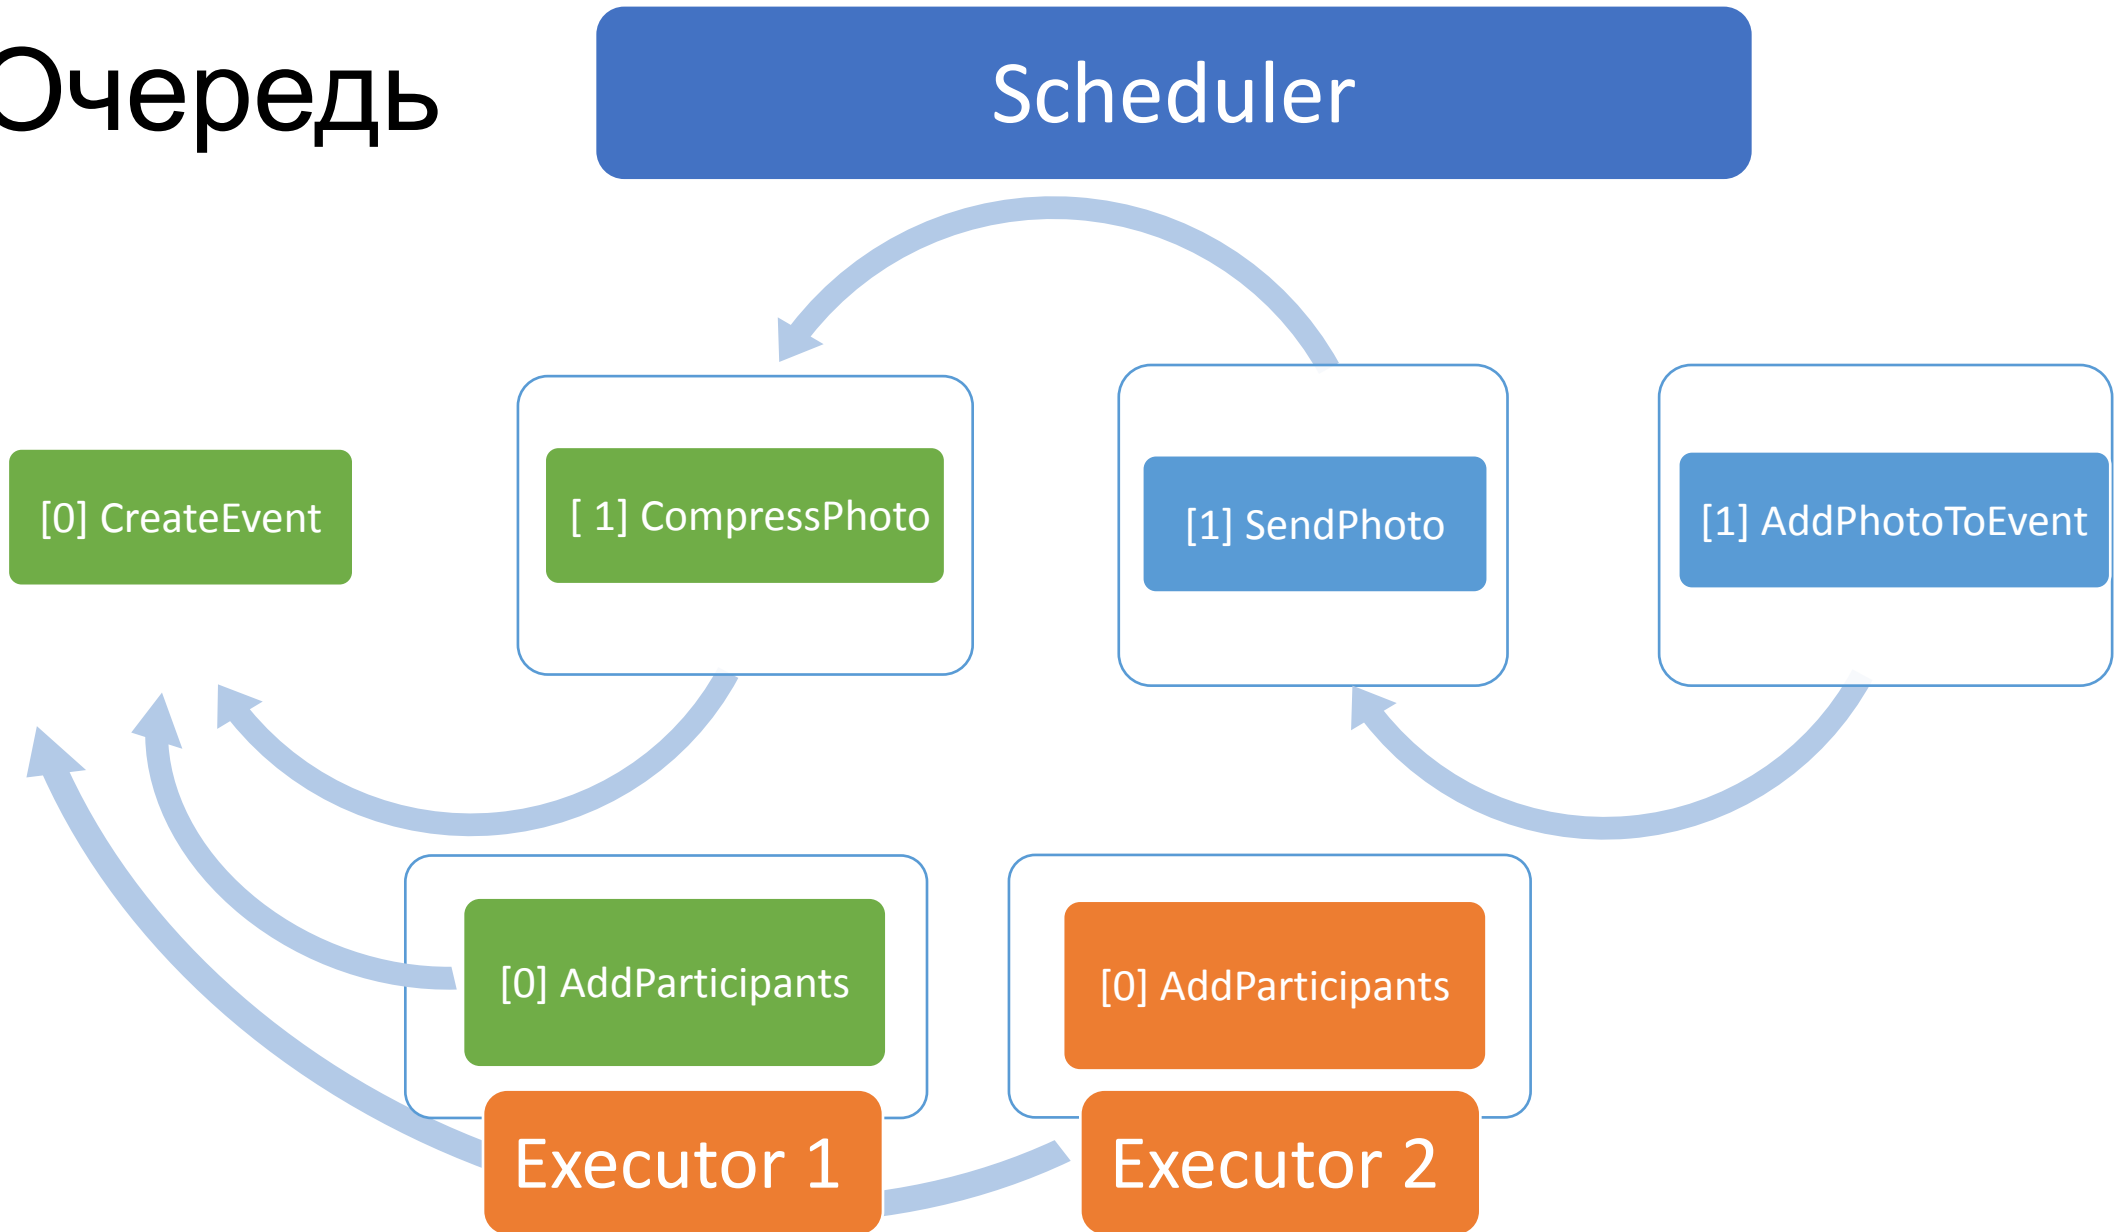 Очередь
Scheduler
[0] CreateEvent
[ 1] CompressPhoto
[1] SendPhoto
[1] AddPhotoToEvent
[0] AddParticipants
[0] AddParticipants
Executor 1
Executor 2